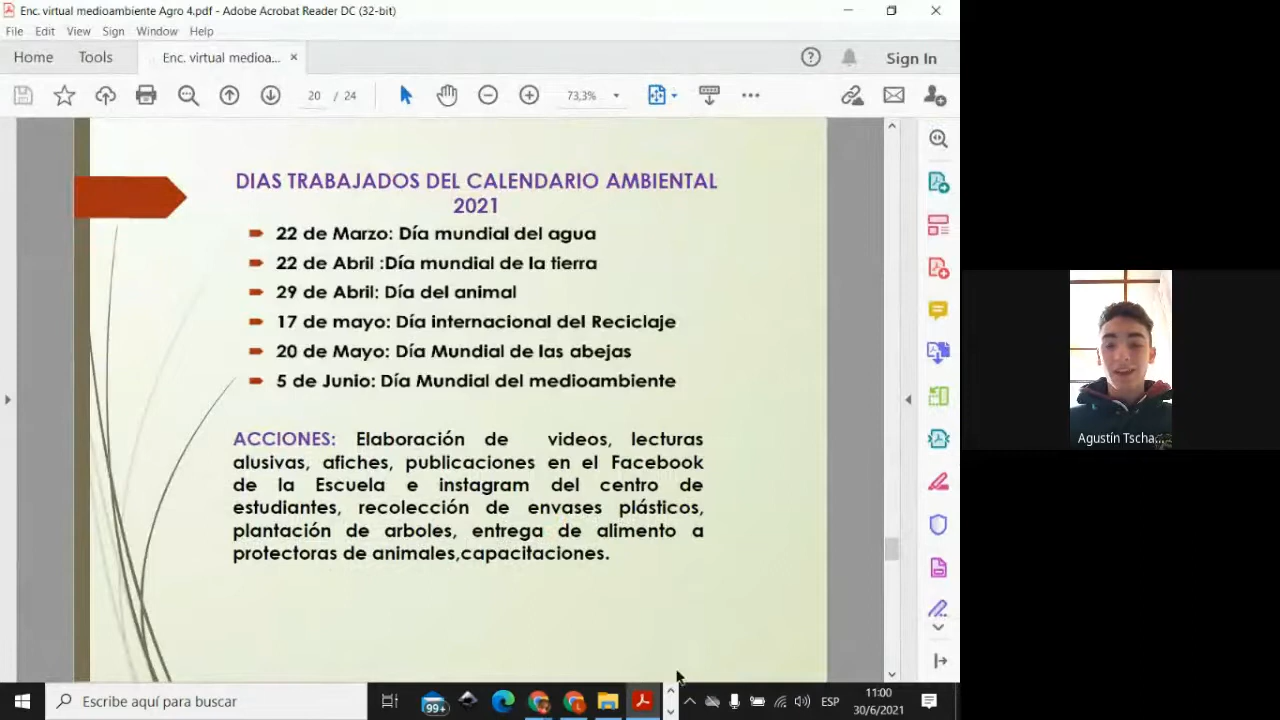 Enc. virtual medioambiente Agro 4.pdf - Adobe Acrobat Reader DC (32-bit)
File Edit View Sign Window Help
Home Tools Enc. virtual medioa... × Sign In
20 / 24 73,3%
DIAS TRABAJADOS DEL CALENDARIO AMBIENTAL
2021
22 de Marzo: Día mundial del agua
22 de Abril :Día mundial de la tierra
29 de Abril: Día del animal
17 de mayo: Día internacional del Reciclaje
20 de Mayo: Día Mundial de las abejas
5 de Junio: Día Mundial del medioambiente
ACCIONES: Elaboración de videos, lecturas
alusivas, afiches, publicaciones en el Facebook
de la Escuela e instagram del centro de
estudiantes, recolección de envases plásticos,
plantación de arboles, entrega de alimento a
protectoras de animales,capacitaciones.
Agustín Tscha...
Escribe aquí para buscar
99+
ESP
11:00
30/6/2021